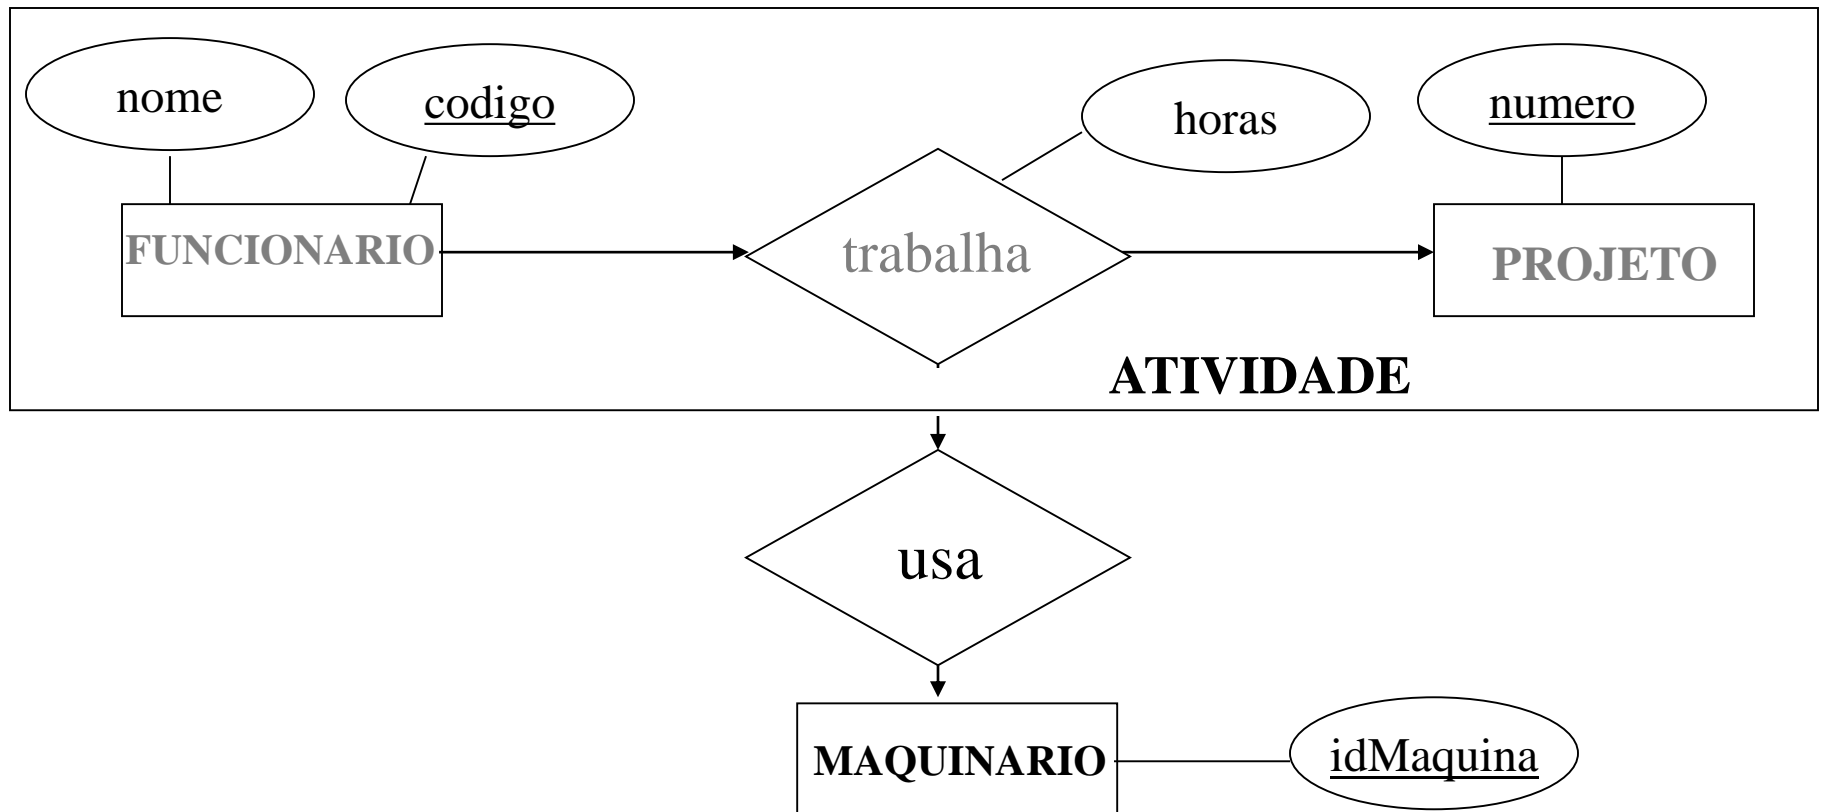 nome
codigo
horas
numero
FUNCIONARIO
trabalha
PROJETO
ATIVIDADE
usa
MAQUINARIO
idMaquina